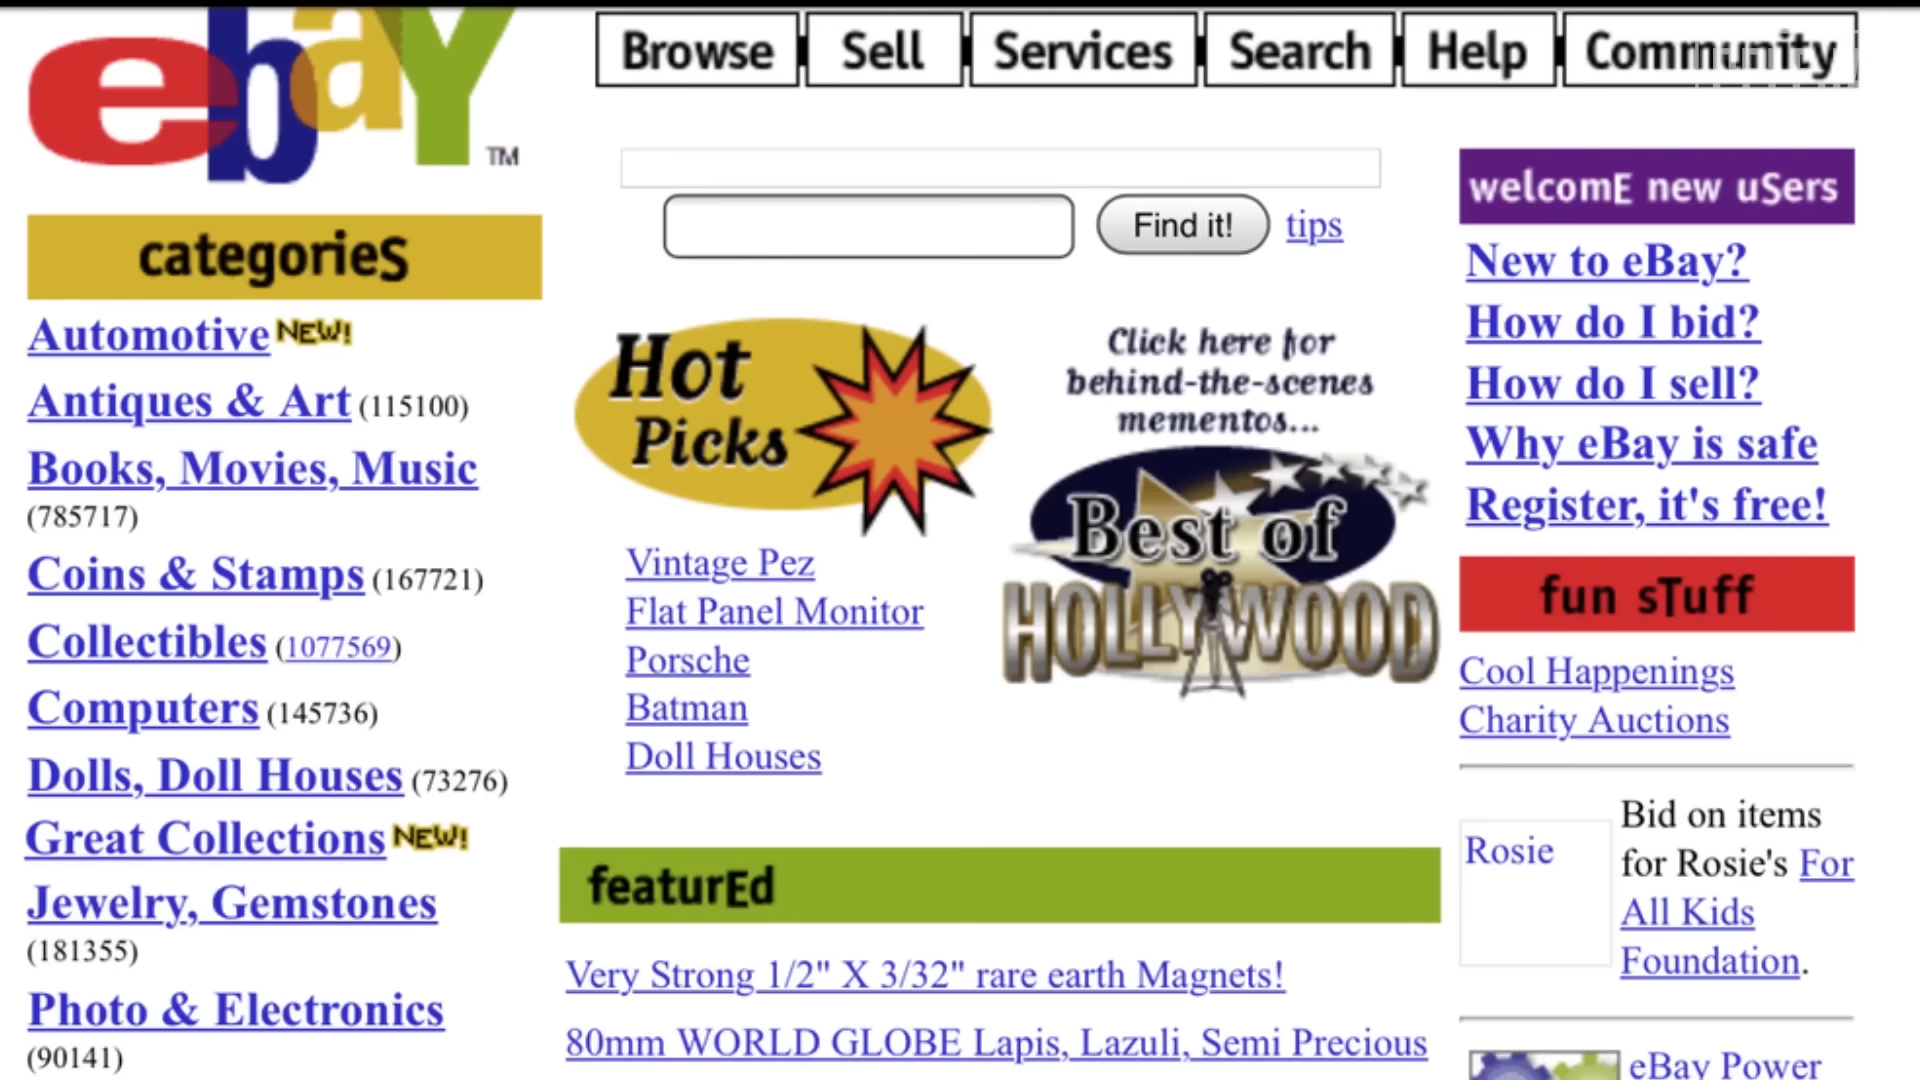 ebaY TM
Browse Sell Services Search Help Community
categorieS
Automotive NEW!
Antiques & Art (115100)
Books, Movies, Music
(785717)
Coins & Stamps (167721)
Collectibles (1077569)
Computers (145736)
Dolls, Doll Houses (73276)
Great Collections NEW!
Jewelry, Gemstones
(181355)
Photo & Electronics
(90141)
Find it! tips
Hot
Picks
Vintage Pez
Flat Panel Monitor
Porsche
Batman
Doll Houses
Click here for
behind-the-scenes
mementos...
Best of
HOLLYWOOD
featurEd
Very Strong 1/2" X 3/32" rare earth Magnets!
80mm WORLD GLOBE Lapis, Lazuli, Semi Precious
welcomE new uSers
New to eBay?
How do I bid?
How do I sell?
Why eBay is safe
Register, it's free!
fun sTuff
Cool Happenings
Charity Auctions
Rosie
Bid on items
for Rosie's For
All Kids
Foundation.
eBay Power